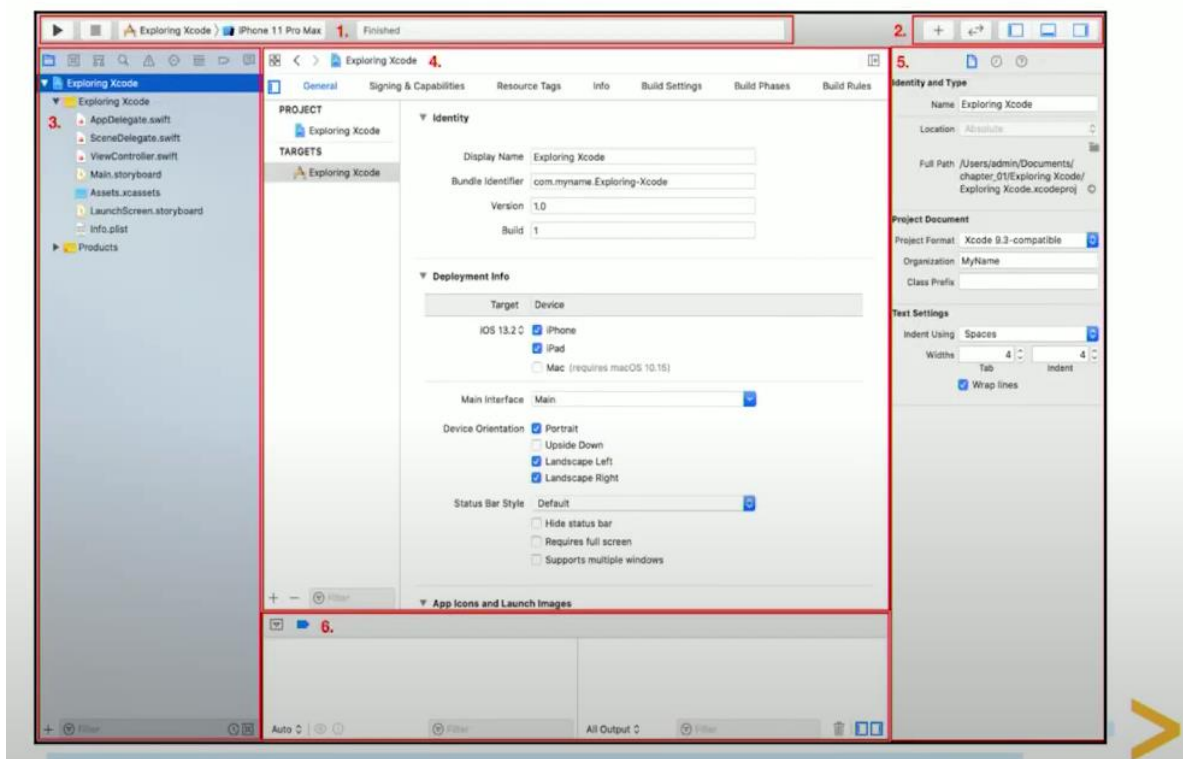 Exploring Xcode
iPhone 11 Pro Max
1.
Finished
2.
3.
Exploring Xcode
Exploring Xcode
AppDelegate.swift
SceneDelegate.swift
ViewController.swift
Main.storyboard
Assets.xcassets
LaunchScreen.storyboard
Info.plist
Products
Filter
Exploring Xcode
4.
General
Signing & Capabilities
Resource Tags
Info
Build Settings
Build Phases
Build Rules
PROJECT
Exploring Xcode
TARGETS
Exploring Xcode
Filter
Identity
Display Name Exploring Xcode
Bundle Identifier com.myname.Exploring-Xcode
Version 1.0
Build 1
Deployment Info
Target Device
iOS 13.2 iPhone
iPad
Mac (requires macOS 10.15)
Main Interface Main
Device Orientation Portrait
Upside Down
Landscape Left
Landscape Right
Status Bar Style Default
Hide status bar
Requires full screen
Supports multiple windows
App Icons and Launch Images
5.
Identity and Type
Name Exploring Xcode
Location Absolute
Full Path /Users/admin/Documents/
chapter_01/Exploring Xcode/
Exploring Xcode.xcodeproj
Project Document
Project Format Xcode 9.3-compatible
Organization MyName
Class Prefix
Text Settings
Indent Using Spaces
Widths 4 4
Tab Indent
Wrap lines
6.
Auto
Filter
All Output
Filter